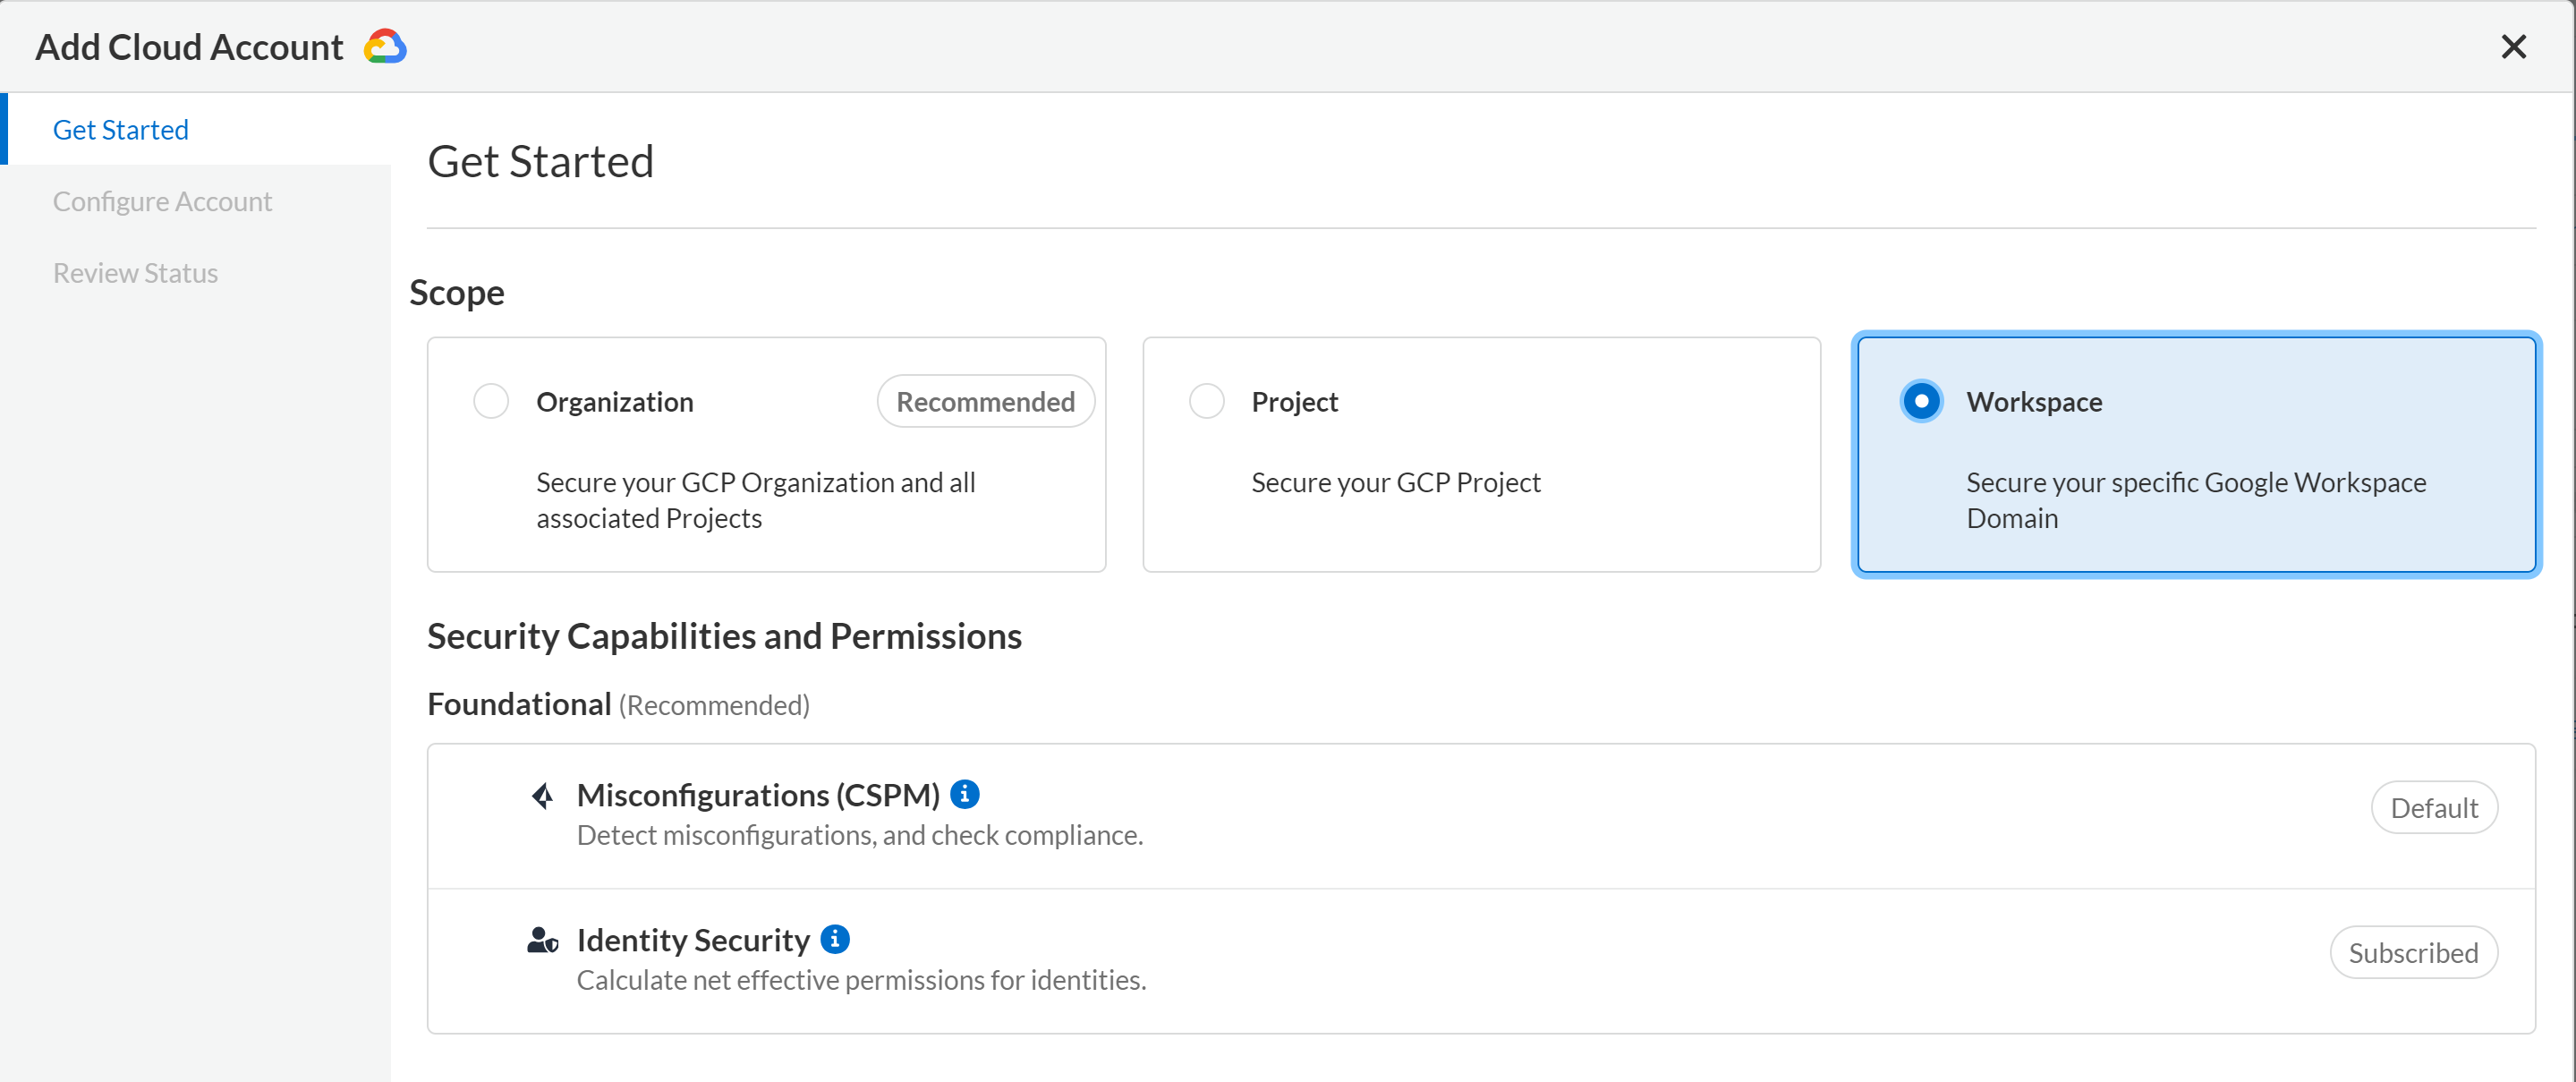 Add Cloud Account
Get Started
Configure Account
Review Status
Get Started
Scope
Organization
Recommended
Secure your GCP Organization and all
associated Projects
Project
Secure your GCP Project
Workspace
Secure your specific Google Workspace
Domain
Security Capabilities and Permissions
Foundational (Recommended)
Misconfigurations (CSPM)
Detect misconfigurations, and check compliance.
Default
Identity Security
Calculate net effective permissions for identities.
Subscribed